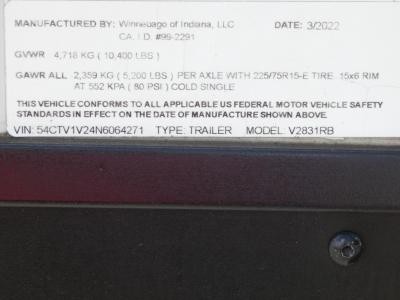 MANUFACTURED BY: Winnebago of Indiana, LLC DATE: 3/2022
CA. I.D. #99-2291
GVWR 4,718 KG ( 10,400 LBS )
GAWR ALL 2,359 KG ( 5,200 LBS ) PER AXLE WITH 225/75R15-E TIRE 15x6 RIM
AT 552 KPA ( 80 PSI ) COLD SINGLE
THIS VEHICLE CONFORMS TO ALL APPLICABLE US FEDERAL MOTOR VEHICLE SAFETY
STANDARDS IN EFFECT ON THE DATE OF MANUFACTURE SHOWN ABOVE.
VIN: 54CTV1V24N6064271 TYPE: TRAILER MODEL: V2831RB